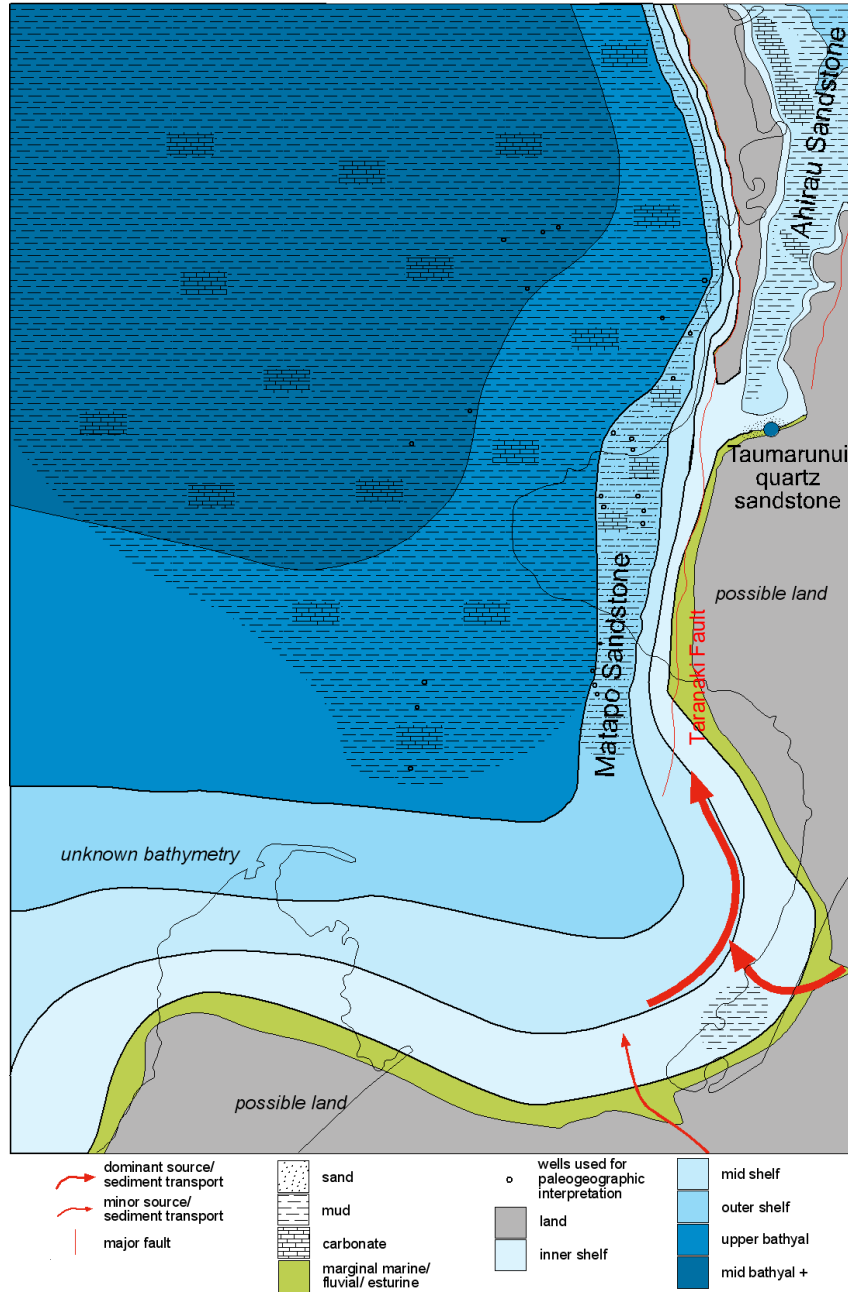 Ahirau Sandstone
Taumarunui
quartz
sandstone
possible land
Matapo Sandstone
Taranaki Fault
unknown bathymetry
possible land
dominant source/
sediment transport
minor source/
sediment transport
major fault
sand
mud
carbonate
marginal marine/
fluvial/ esturine
wells used for
paleogeographic
interpretation
land
inner shelf
mid shelf
outer shelf
upper bathyal
mid bathyal +